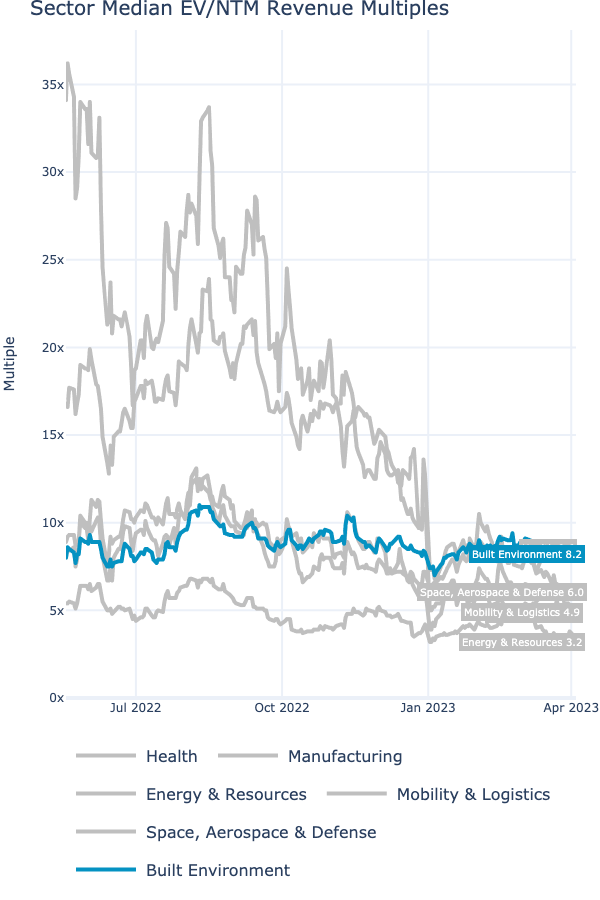 Sector Median EV/NTM Revenue Multiples
Multiple
35x
30x
25x
20x
15x
10x
5x
0x
Built Environment 8.2
Space, Aerospace & Defense 6.0
Mobility & Logistics 4.9
Energy & Resources 3.2
Jul 2022 Oct 2022 Jan 2023 Apr 2023
Health Manufacturing
Energy & Resources Mobility & Logistics
Space, Aerospace & Defense
Built Environment